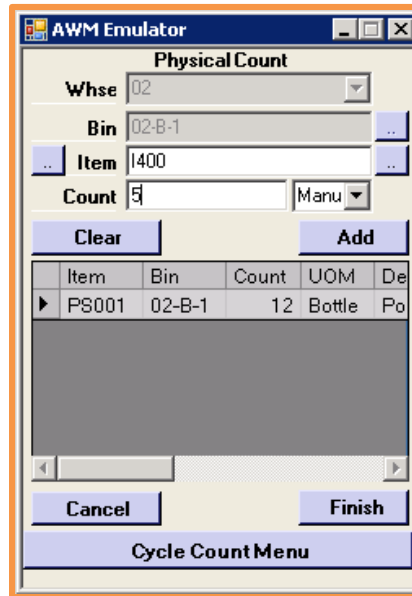 AWM Emulator
Physical Count
Whse 02
Bin 02-B-1 ..
.. Item I400 ..
Count 5 Manu
Clear Add
Item Bin Count UOM De
PS001 02-B-1 12 Bottle Po
Cancel Finish
Cycle Count Menu